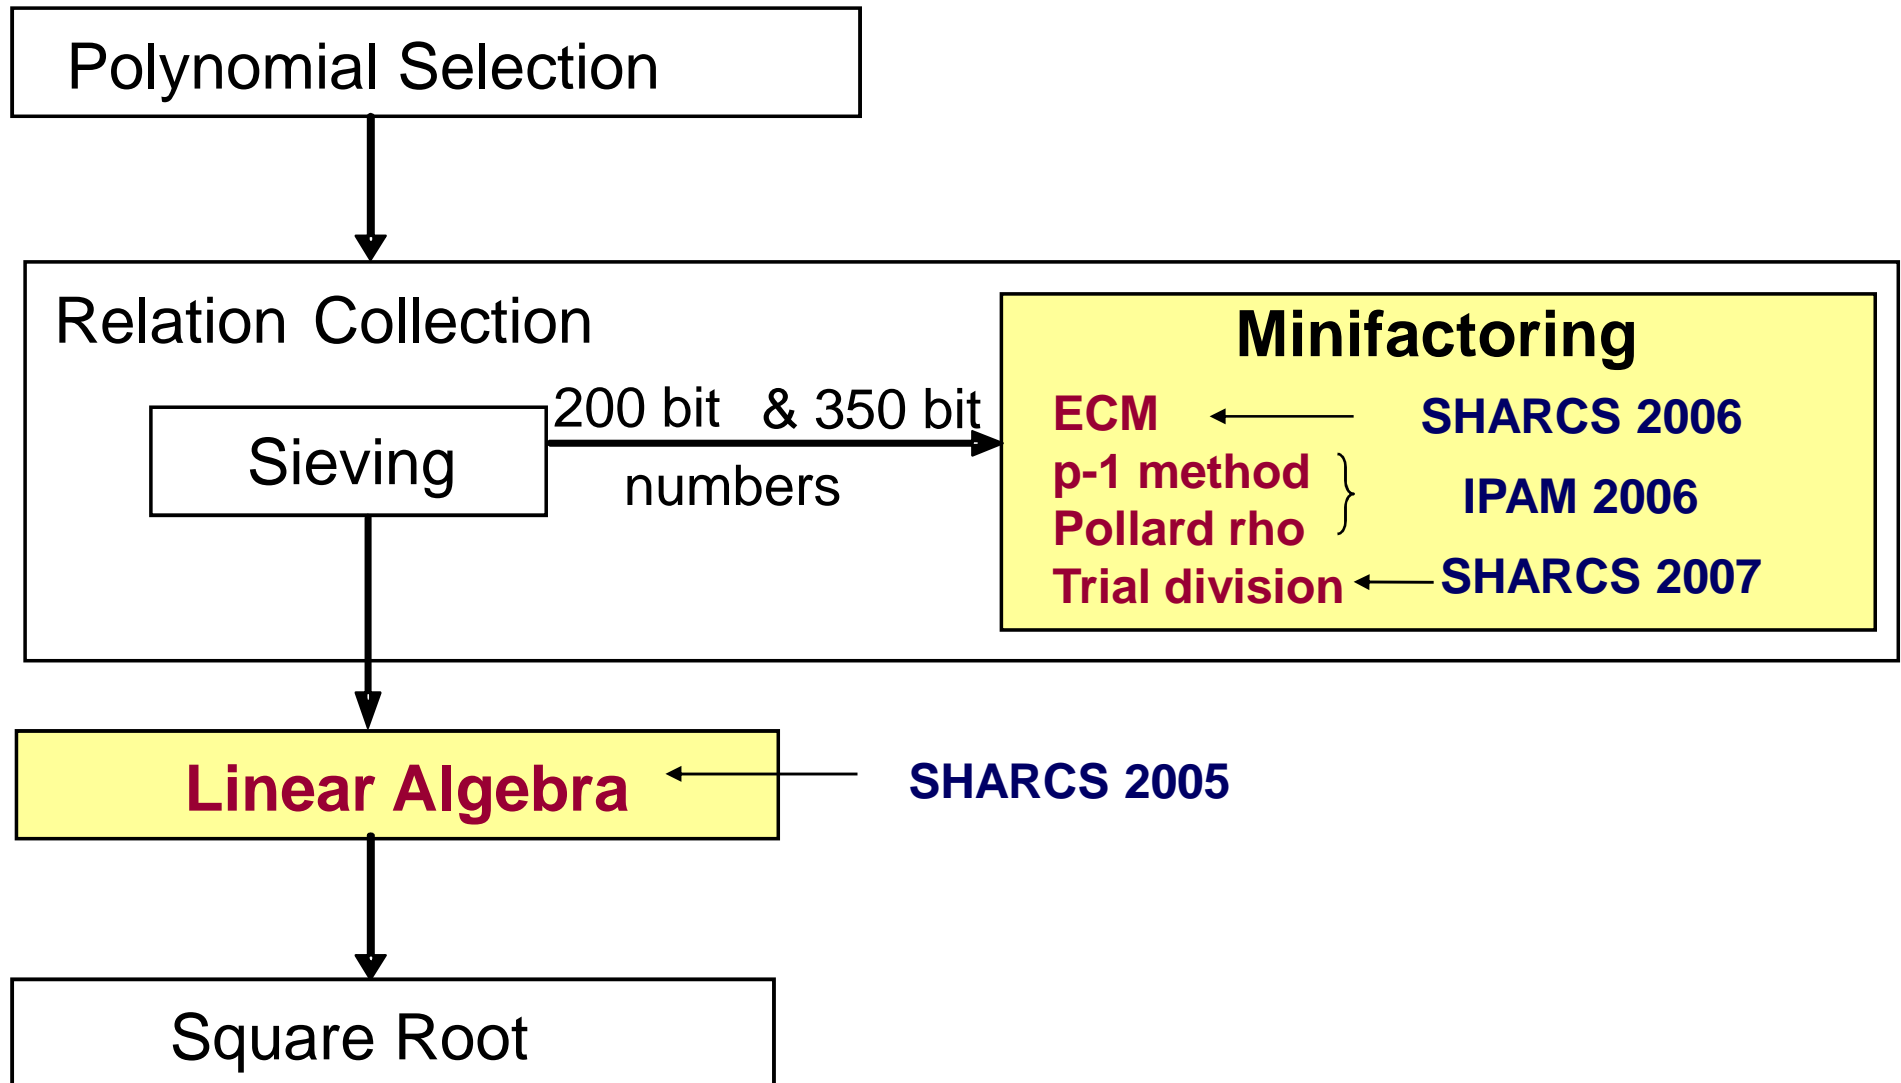 Polynomial Selection
Relation Collection
Sieving
200 bit & 350 bit
numbers
Minifactoring
ECM
SHARCS 2006
p-1 method
IPAM 2006
Pollard rho
Trial division
SHARCS 2007
Linear Algebra
SHARCS 2005
Square Root